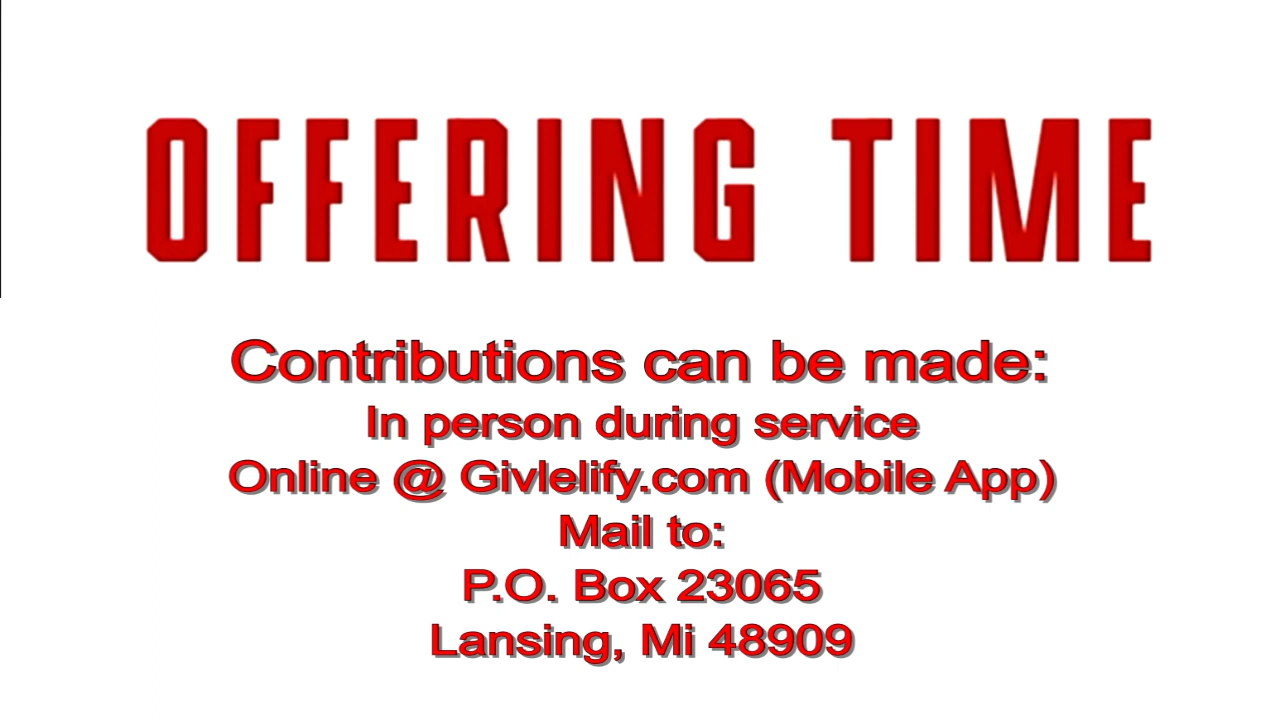 OFFERING TIME
Contributions can be made:
In person during service
Online @ Givlelify.com (Mobile App)
Mail to:
P.O. Box 23065
Lansing, Mi 48909